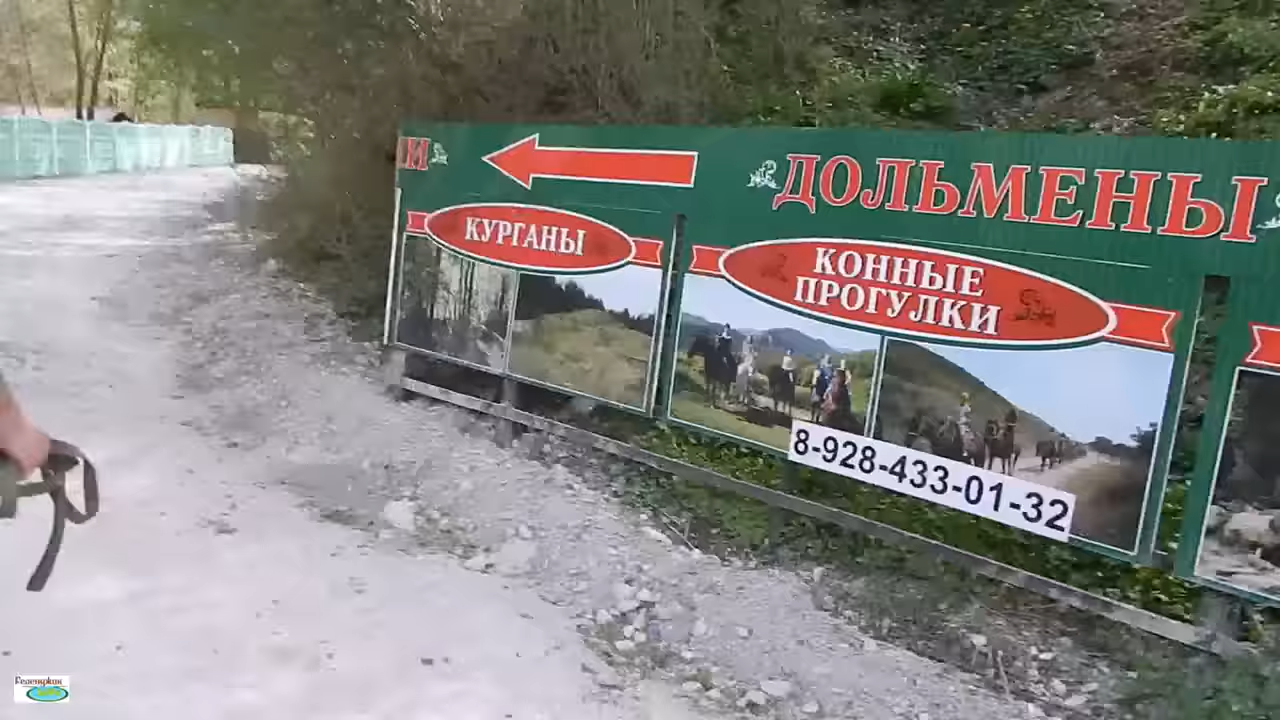 И
ДОЛЬМЕНЫ
КУРГАНЫ
КОННЫЕ
ПРОГУЛКИ
8-928-433-01-32